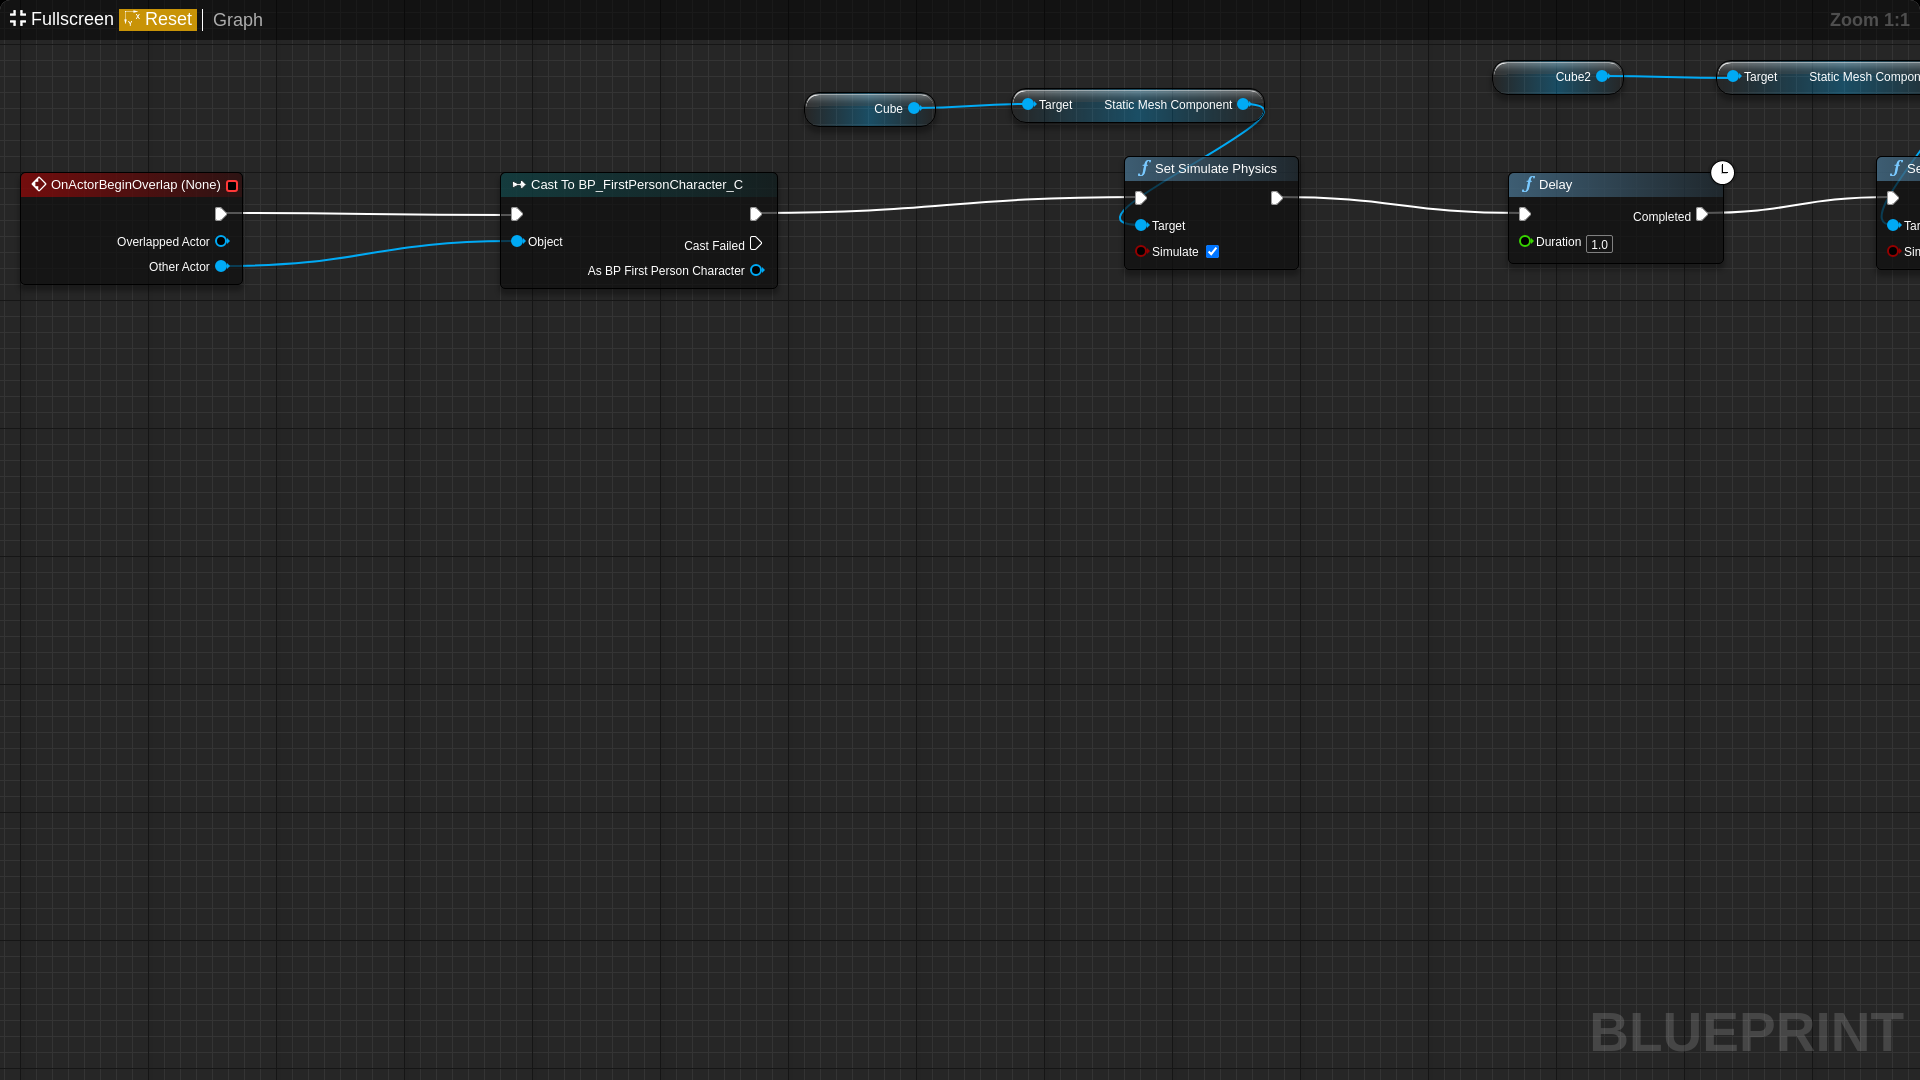 Fullscreen Reset Graph Zoom 1:1
Cube2 Target Static Mesh Compon
Cube Target Static Mesh Component
OnActorBeginOverlap (None)
Overlapped Actor
Other Actor
Cast To BP_FirstPersonCharacter_C
Object
Cast Failed
As BP First Person Character
Set Simulate Physics
Target
Simulate
Delay
Completed
Duration 1.0
Se
Tar
Sin
BLUEPRINT